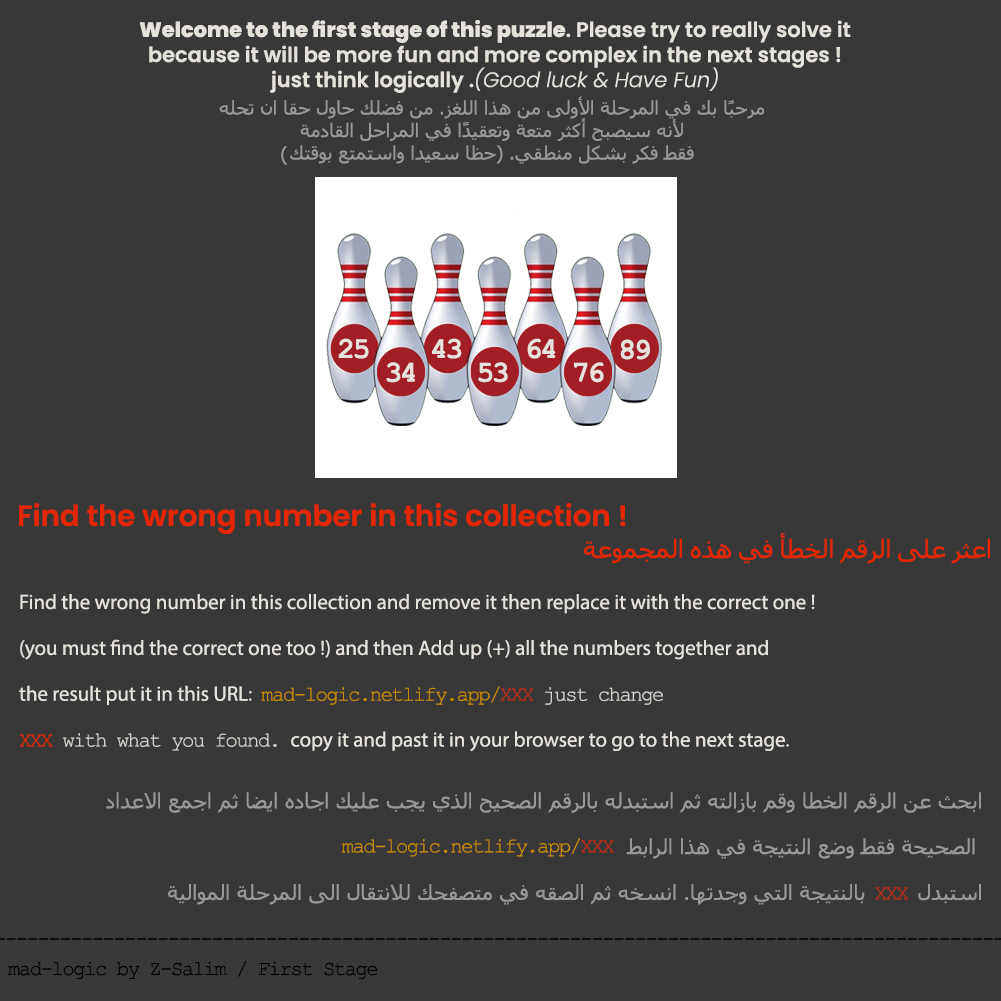 Welcome to the first stage of this puzzle. Please try to really solve it
because it will be more fun and more complex in the next stages !
just think logically .(Good luck & Have Fun)
مرحبًا بك في المرحلة الأولى من هذا اللغز. من فضلك حاول حقا ان تحله
لأنه سيصبح أكثر متعة وتعقيدًا في المراحل القادمة
فقط فكر بشكل منطقي. (حظا سعيدا واستمتع بوقتك)
25 34 43 53 64 76 89
Find the wrong number in this collection !
اعثر على الرقم الخطأ في هذه المجموعة
Find the wrong number in this collection and remove it then replace it with the correct one !
(you must find the correct one too !) and then Add up (+) all the numbers together and
the result put it in this URL: mad-logic.netlify.app/XXX just change
XXX with what you found. copy it and past it in your browser to go to the next stage.
ابحث عن الرقم الخطا وقم بازالته ثم استبدله بالرقم الصحيح الذي يجب عليك اجاده ايضا ثم اجمع الاعداد
الصحيحة فقط وضع النتيجة في هذا الرابط mad-logic.netlify.app/XXX
استبدل XXX بالنتيجة التي وجدتها. انسخه ثم الصقه في متصفحك للانتقال الى المرحلة الموالية
mad-logic by Z-Salim / First Stage